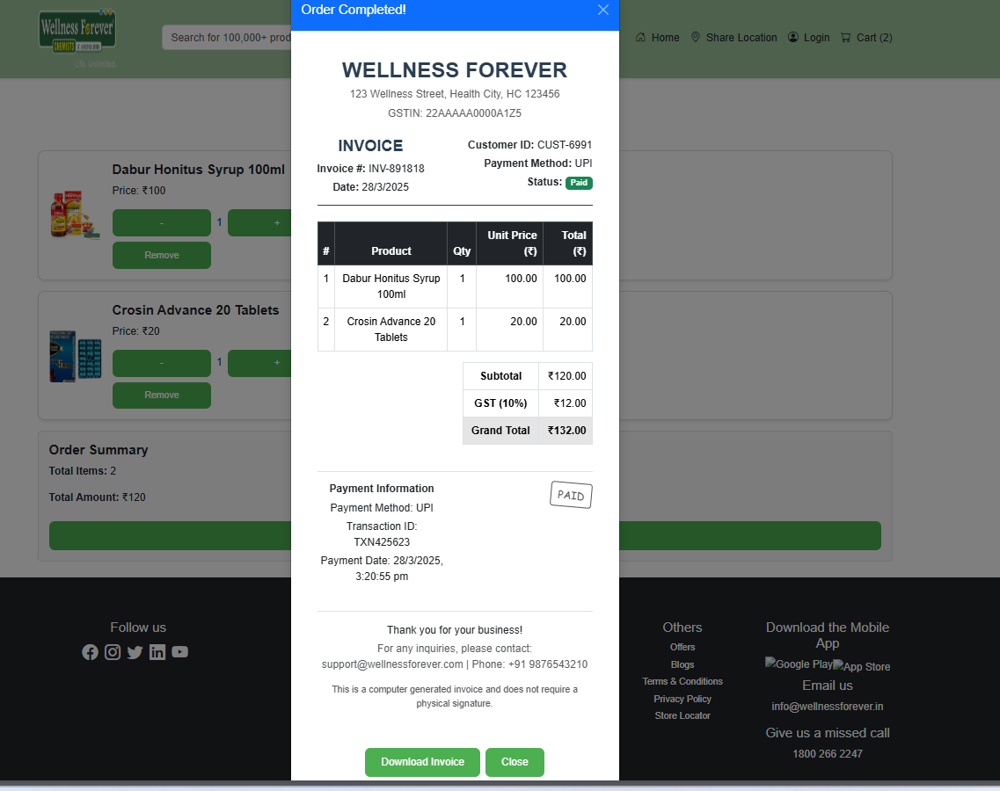 Order Completed!
Wellness Forever
CHEMISTS
Life Unlimited
Search for 100,000+ prod
Home
Share Location
Login
Cart (2)
Dabur Honitus Syrup 100ml
Price: ₹100
-
1
+
Remove
Crosin Advance 20 Tablets
Price: ₹20
-
1
+
Remove
Order Summary
Total Items: 2
Total Amount: ₹120
WELLNESS FOREVER
123 Wellness Street, Health City, HC 123456
GSTIN: 22AAAAA0000A1Z5
INVOICE
Invoice #: INV-891818
Date: 28/3/2025
Customer ID: CUST-6991
Payment Method: UPI
Status: Paid
# Product Qty Unit Price (₹) Total (₹)
1 Dabur Honitus Syrup 100ml 1 100.00 100.00
2 Crosin Advance 20 Tablets 1 20.00 20.00
Subtotal ₹120.00
GST (10%) ₹12.00
Grand Total ₹132.00
Payment Information
Payment Method: UPI
Transaction ID:
TXN425623
Payment Date: 28/3/2025,
3:20:55 pm
PAID
Thank you for your business!
For any inquiries, please contact:
support@wellnessforever.com | Phone: +91 9876543210
This is a computer generated invoice and does not require a
physical signature.
Download Invoice
Close
Follow us
Others
Offers
Blogs
Terms & Conditions
Privacy Policy
Store Locator
Download the Mobile
App
Google Play
App Store
Email us
info@wellnessforever.in
Give us a missed call
1800 266 2247